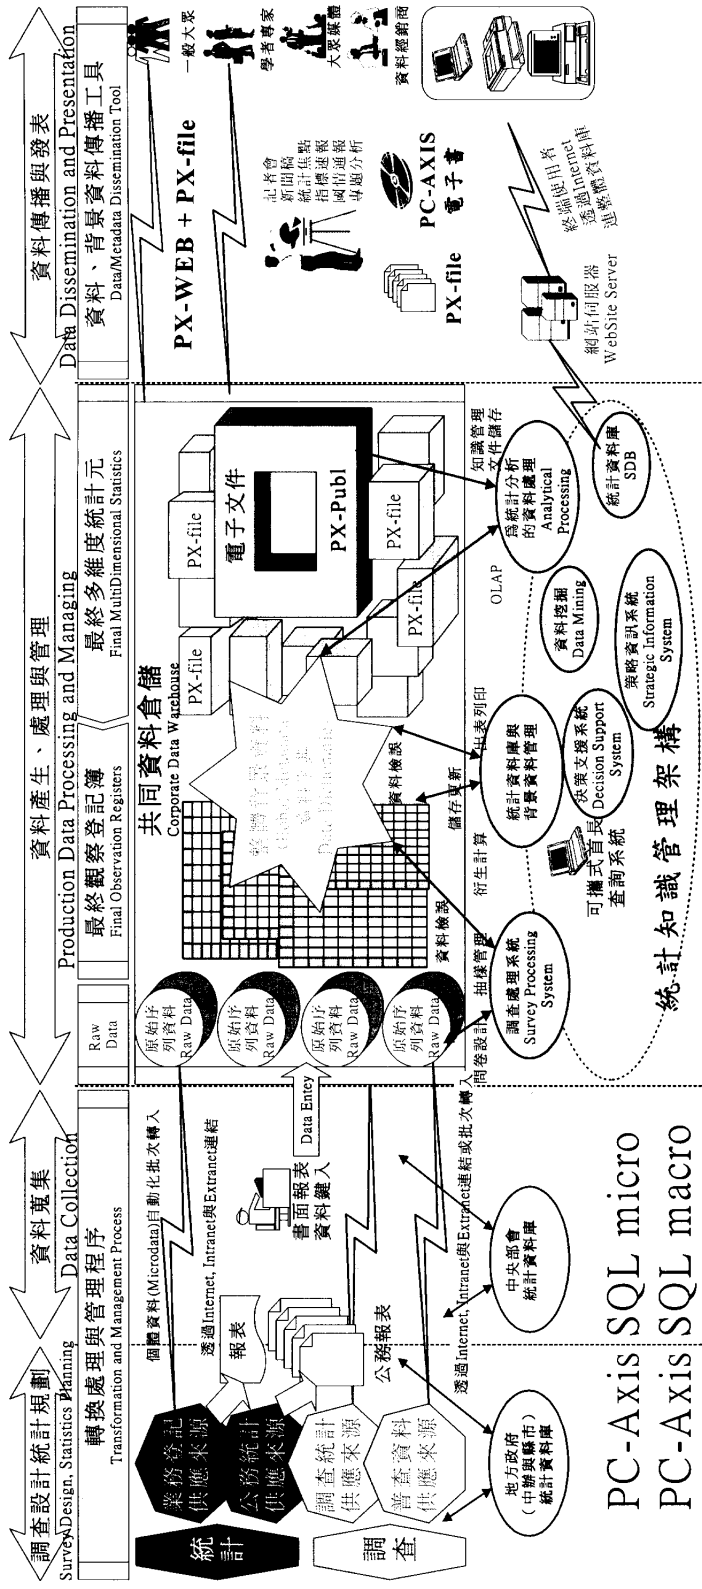 調查設計統計規劃
Survey Design, Statistics Planning
資料蒐集
Data Collection
資料產生、處理與管理
Production Data Processing and Managing
資料傳播與發表
Data Dissemination and Presentation
轉換處理與管理程序
Transformation and Management Process
Raw
Data
最終觀察登記簿
Final Observation Registers
最終多維度統計元
Final MultiDimensional Statistics
資料、背景資料傳播工具
Data/Metadata Dissemination Tool
統計
調查
業務登記
供應來源
公務統計
供應來源
調查統計
供應來源
普查資料
供應來源
個體資料(Microdata)自動化批次轉入
透過Internet, Intranet與Extranet連結
報表
公務報表
書面報表
資料鍵入
Data Entey
透過Internet, Intranet與Extranet連結或批次轉入
地方政府
(中辦與縣市)
統計資料庫
中央部會
統計資料庫
PC-Axis SQL micro
PC-Axis SQL macro
原始序
列資料
Raw Data
原始序
列資料
Raw Data
原始序
列資料
Raw Data
原始序
列資料
Raw Data
共同資料倉儲
Corporate Data Warehouse
資料檢誤
資料檢誤
PX-file
PX-file
PX-file
PX-file
PX-file
電子文件
PX-Publ
問卷設計
抽樣管理
衍生計算
儲存更新
出表列印
OLAP
知識管理
文件儲存
調查處理系統
Survey Processing
System
統計資料庫與
背景資料管理
為統計分析
的資料處理
Analytical
Processing
可攜式首長
查詢系統
決策支援系統
Decision Support
System
資料挖掘
Data Mining
策略資訊系統
Strategic Information
System
統計資料庫
SDB
統計知識管理架構
PX-WEB + PX-file
一般大眾
學者專家
大眾媒體
資料經銷商
記者會
新聞稿
統計焦點
指標速報
國情通報
專題分析
PX-file
PC-AXIS
電子書
網站伺服器
WebSite Server
終端使用者
透過Internet
連整體資料庫